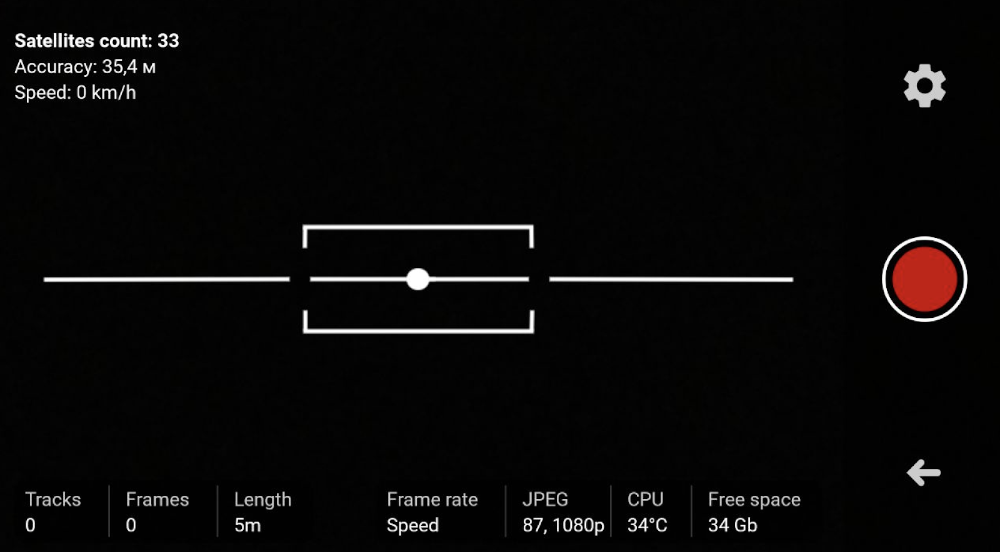 Satellites count: 33
Accuracy: 35,4 м
Speed: 0 km/h
Tracks
0
Frames
0
Length
5m
Frame rate
Speed
JPEG
87, 1080p
CPU
34°C
Free space
34 Gb